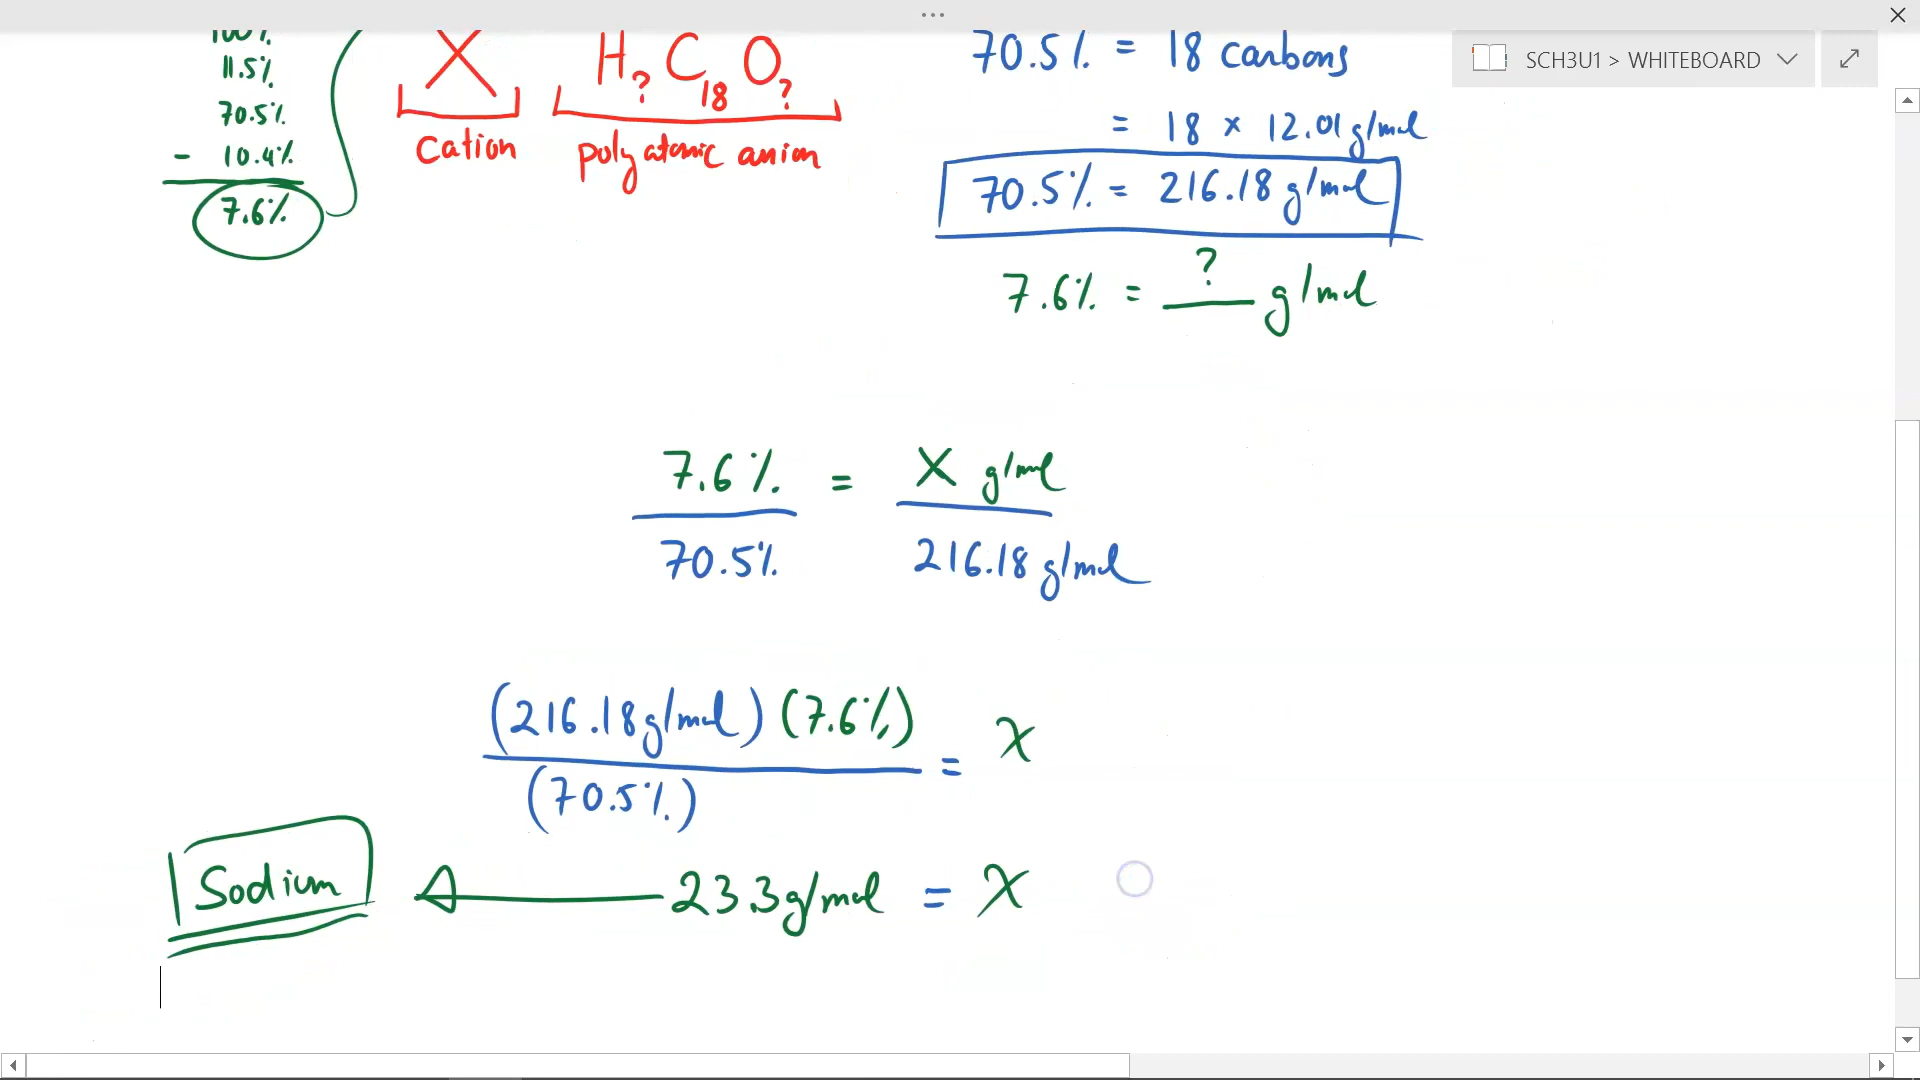 SCH3U1 > WHITEBOARD
100%
11.5%
70.5%
- 10.4%
7.6%
X H?C18O?
cation polyatomic anion
70.5% = 18 carbons
= 18 x 12.01 g/mol
70.5% = 216.18 g/mol
7.6% = ? g/mol
7.6% = X g/mol
70.5% 216.18 g/mol
(216.18 g/mol) (7.6%) = X
(70.5%)
Sodium 23.3 g/mol = X